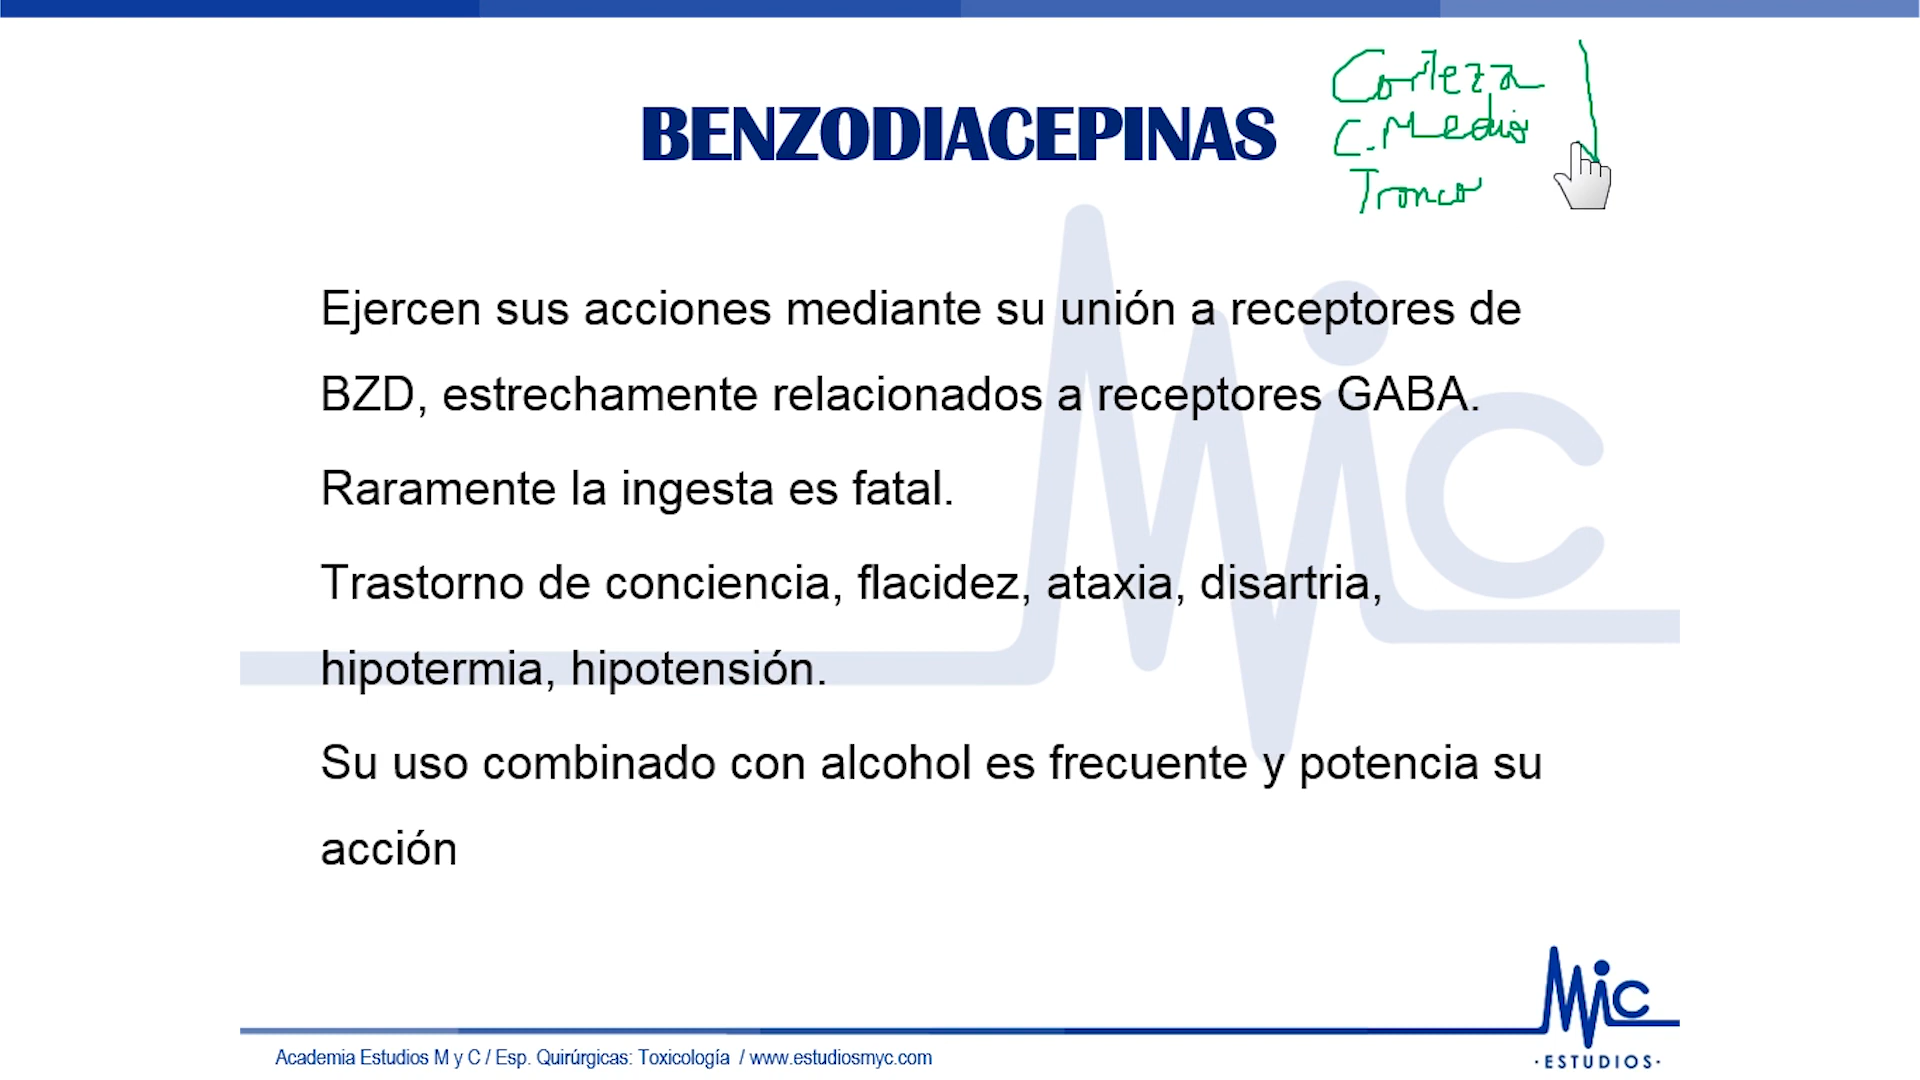 BENZODIACEPINAS
Corteza
C. Medio
Tronco
Ejercen sus acciones mediante su unión a receptores de
BZD, estrechamente relacionados a receptores GABA.
Raramente la ingesta es fatal.
Trastorno de conciencia, flacidez, ataxia, disartria,
hipotermia, hipotensión.
Su uso combinado con alcohol es frecuente y potencia su
acción
MiC
MiC
·ESTUDIOS·
Academia Estudios M y C / Esp. Quirúrgicas: Toxicología / www.estudiosmyc.com